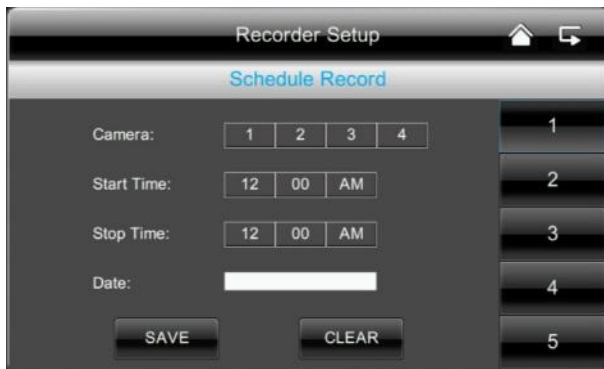 Recorder Setup
Schedule Record
Camera: 1 2 3 4
Start Time: 12 00 AM
Stop Time: 12 00 AM
Date:
SAVE CLEAR
1
2
3
4
5